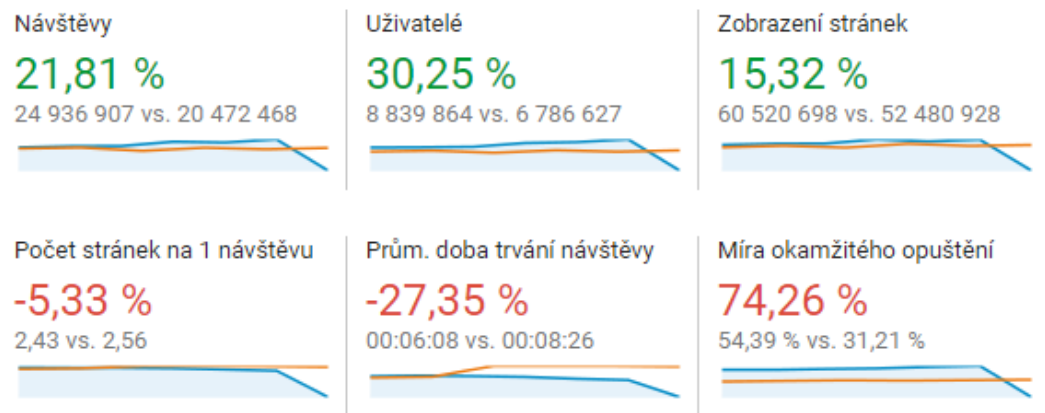 Návštěvy
21,81 %
24 936 907 vs. 20 472 468
Uživatelé
30,25 %
8 839 864 vs. 6 786 627
Zobrazení stránek
15,32 %
60 520 698 vs. 52 480 928
Počet stránek na 1 návštěvu
-5,33 %
2,43 vs. 2,56
Prům. doba trvání návštěvy
-27,35 %
00:06:08 vs. 00:08:26
Míra okamžitého opuštění
74,26 %
54,39 % vs. 31,21 %